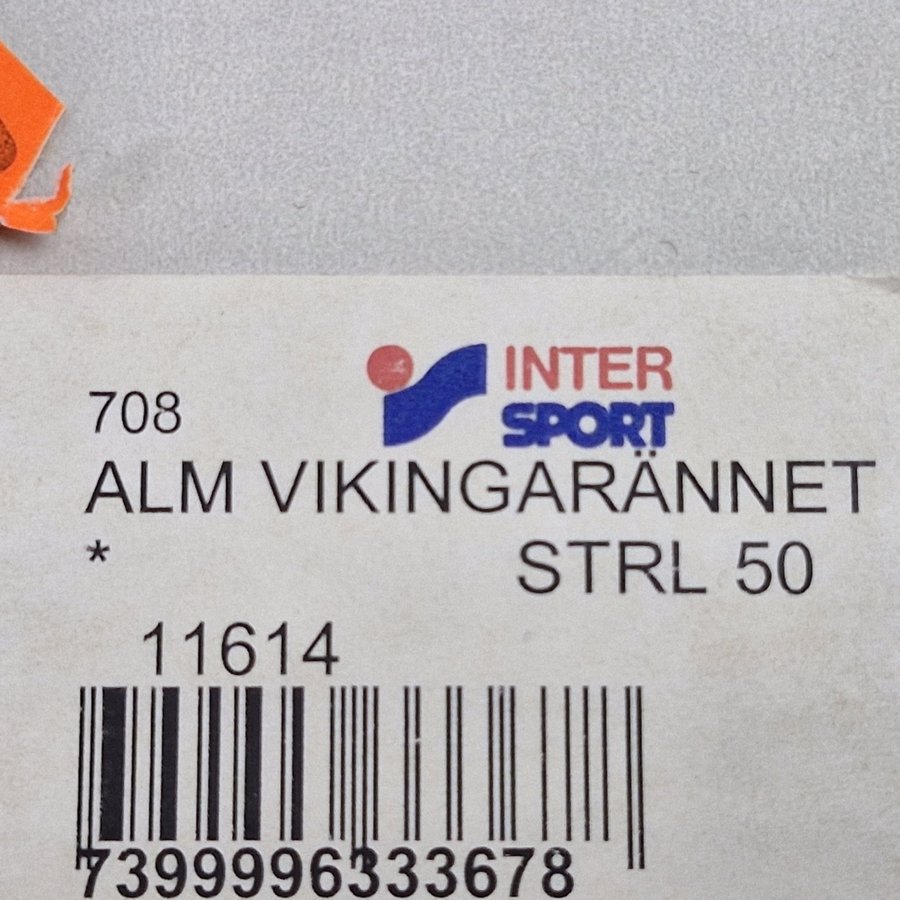 INTER
SPORT
708
ALM VIKINGARÄNNET
* STRL 50
11614
7399996333678